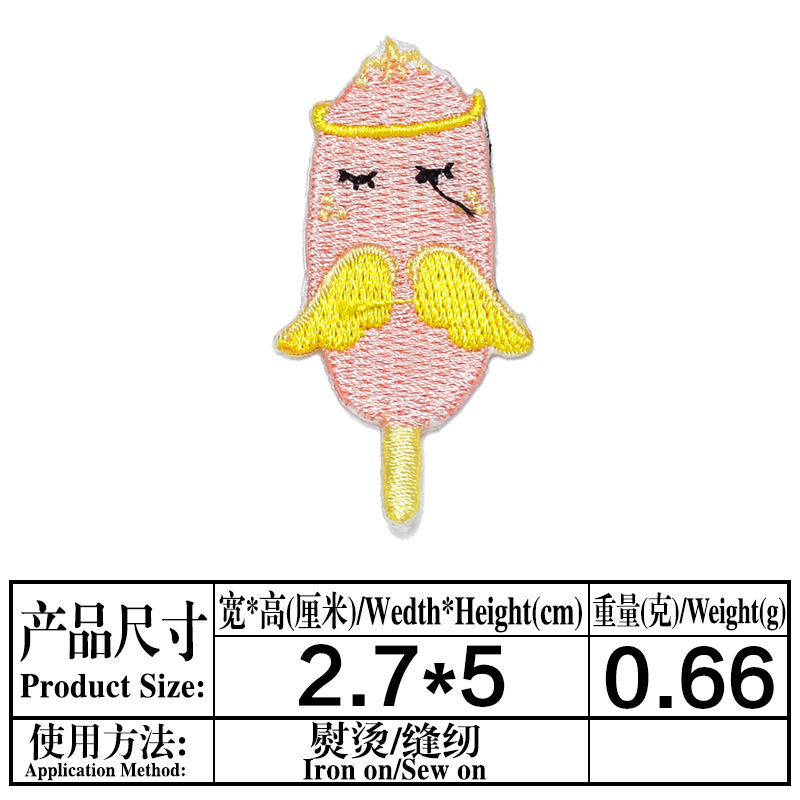 产品尺寸
Product Size:
宽*高(厘米)/Wedth*Height(cm)
重量(克)/Weight(g)
2.7*5
0.66
使用方法:
Application Method:
熨烫/缝纫
Iron on/Sew on